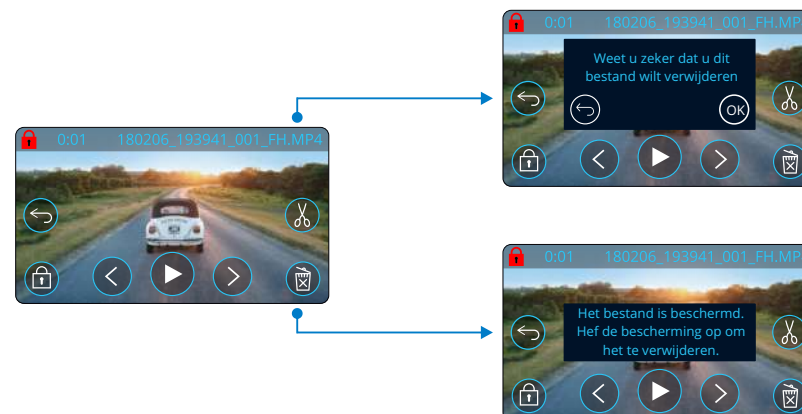 0:01 180206_193941_001_FH.MP4
0:01 180206_193941_001_FH.MP
Weet u zeker dat u dit
bestand wilt verwijderen
OK
0:01 180206_193941_001_FH.MP
Het bestand is beschermd.
Hef de bescherming op om
het te verwijderen.